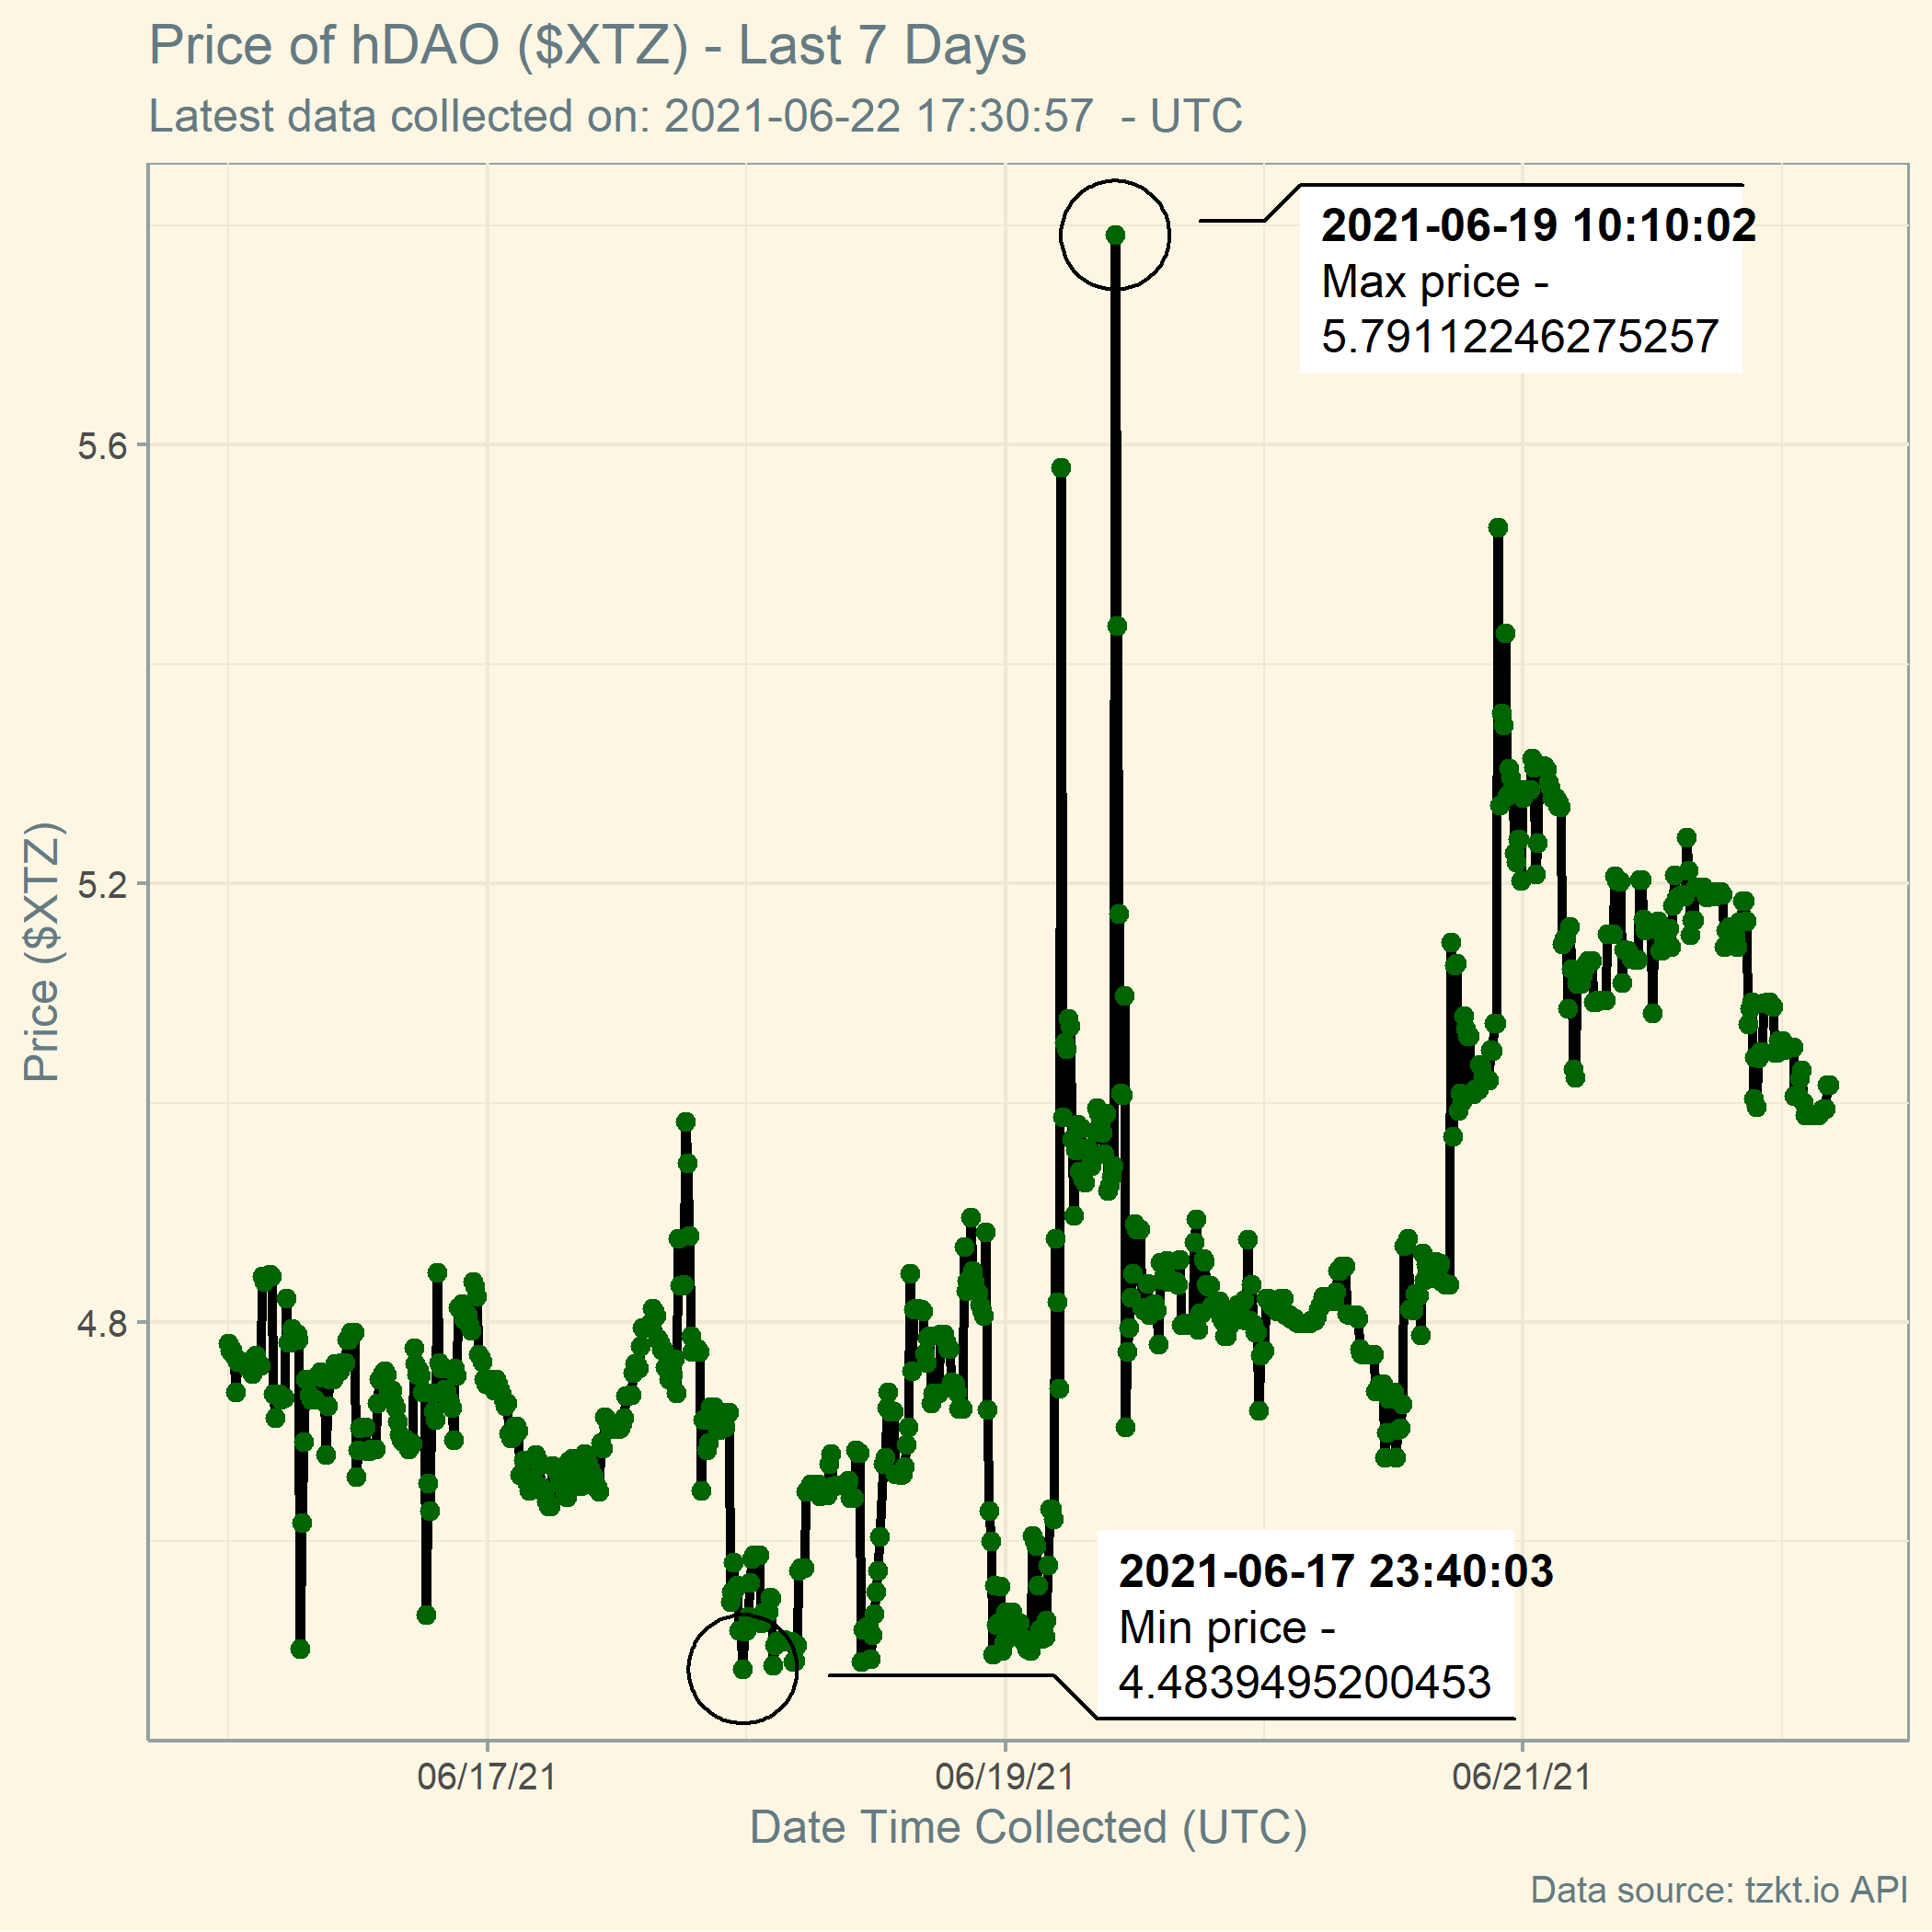 Price of hDAO ($XTZ) - Last 7 Days
Latest data collected on: 2021-06-22 17:30:57  - UTC
2021-06-19 10:10:02
Max price -
5.791112246275257
5.6
5.2
4.8
Price ($XTZ)
2021-06-17 23:40:03
Min price -
4.4839495200453
06/17/21
06/19/21
06/21/21
Date Time Collected (UTC)
Data source: tzkt.io API